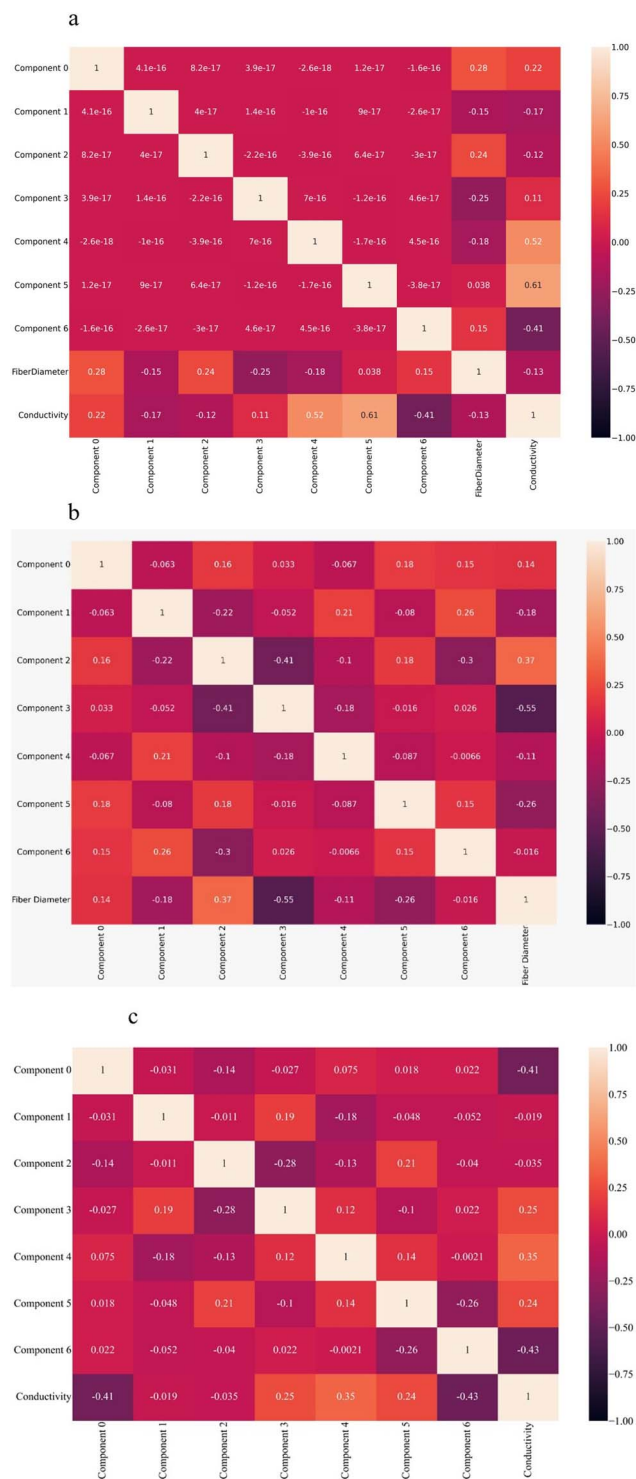 a
Component 0 1 4.1e-16 8.2e-17 3.9e-17 -2.6e-18 1.2e-17 -1.6e-16 0.28 0.22
Component 1 4.1e-16 1 4e-17 1.4e-16 -1e-16 9e-17 -2.6e-17 -0.15 -0.17
Component 2 8.2e-17 4e-17 1 -2.2e-16 -3.9e-16 6.4e-17 -3e-17 0.24 -0.12
Component 3 3.9e-17 1.4e-16 -2.2e-16 1 7e-16 -1.2e-16 4.6e-17 -0.25 0.11
Component 4 -2.6e-18 -1e-16 -3.9e-16 7e-16 1 -1.7e-16 4.5e-16 -0.18 0.52
Component 5 1.2e-17 9e-17 6.4e-17 -1.2e-16 -1.7e-16 1 -3.8e-17 0.038 0.61
Component 6 -1.6e-16 -2.6e-17 -3e-17 4.6e-17 4.5e-16 -3.8e-17 1 0.15 -0.41
FiberDiameter 0.28 -0.15 0.24 -0.25 -0.18 0.038 0.15 1 -0.13
Conductivity 0.22 -0.17 -0.12 0.11 0.52 0.61 -0.41 -0.13 1
Component 0 Component 1 Component 2 Component 3 Component 4 Component 5 Component 6 FiberDiameter Conductivity
1.00
0.75
0.50
0.25
0.00
−0.25
−0.50
−0.75
−1.00
b
Component 0 1 -0.063 0.16 0.033 -0.067 0.18 0.15 0.14
Component 1 -0.063 1 -0.22 -0.052 0.21 -0.08 0.26 -0.18
Component 2 0.16 -0.22 1 -0.41 -0.1 0.18 -0.3 0.37
Component 3 0.033 -0.052 -0.41 1 -0.18 -0.016 0.026 -0.55
Component 4 -0.067 0.21 -0.1 -0.18 1 -0.087 -0.0066 -0.11
Component 5 0.18 -0.08 0.18 -0.016 -0.087 1 0.15 -0.26
Component 6 0.15 0.26 -0.3 0.026 -0.0066 0.15 1 -0.016
Fiber Diameter 0.14 -0.18 0.37 -0.55 -0.11 -0.26 -0.016 1
Component 0 Component 1 Component 2 Component 3 Component 4 Component 5 Component 6 Fiber Diameter
1.00
0.75
0.50
0.25
0.00
−0.25
−0.50
−0.75
−1.00
c
Component 0 1 -0.031 -0.14 -0.027 0.075 0.018 0.022 -0.41
Component 1 -0.031 1 -0.011 0.19 -0.18 -0.048 -0.052 -0.019
Component 2 -0.14 -0.011 1 -0.28 -0.13 0.21 -0.04 -0.035
Component 3 -0.027 0.19 -0.28 1 0.12 -0.1 0.022 0.25
Component 4 0.075 -0.18 -0.13 0.12 1 0.14 -0.0021 0.35
Component 5 0.018 -0.048 0.21 -0.1 0.14 1 -0.26 0.24
Component 6 0.022 -0.052 -0.04 0.022 -0.0021 -0.26 1 -0.43
Conductivity -0.41 -0.019 -0.035 0.25 0.35 0.24 -0.43 1
Component 0 Component 1 Component 2 Component 3 Component 4 Component 5 Component 6 Conductivity
1.00
0.75
0.50
0.25
0.00
−0.25
−0.50
−0.75
−1.00